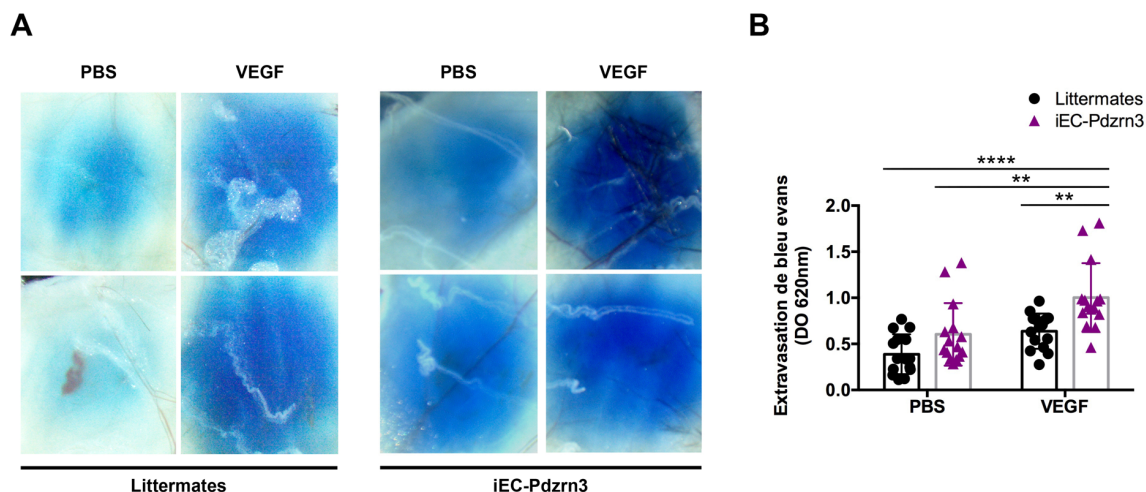 A
PBS
VEGF
PBS
VEGF
Littermates
iEC-Pdzrn3
B
Littermates
iEC-Pdzrn3
****
**
**
Extravasation de bleu evans
(DO 620nm)
2.0
1.5
1.0
0.5
0.0
PBS
VEGF